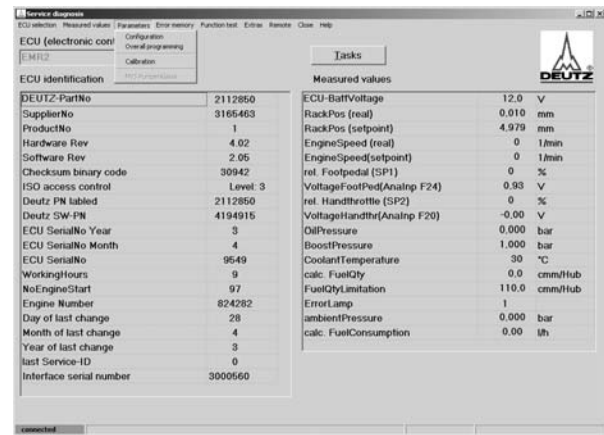 Service diagnosis
ECU selection Measured values Parameters Error memory Function test Extras Remote Close Help
Configuration
Overall programming
Calibration
ECU (electronic con
EMR2
Tasks
DEUTZ
ECU identification
Measured values
DEUTZ-PartNo 2112850
SupplierNo 3165463
ProductNo 1
Hardware Rev 4.02
Software Rev 2.05
Checksum binary code 30942
ISO access control Level: 3
Deutz PN labled 2112850
Deutz SW-PN 4194915
ECU SerialNo Year 3
ECU SerialNo Month 4
ECU SerialNo 9549
WorkingHours 9
NoEngineStart 97
Engine Number 824282
Day of last change 28
Month of last change 4
Year of last change 3
last Service-ID 0
Interface serial number 3000560
ECU-BattVoltage 12,0 V
RackPos (real) 0,010 mm
RackPos (setpoint) 4,979 mm
EngineSpeed (real) 0 1/min
EngineSpeed(setpoint) 0 1/min
rel. Footpedal (SP1) 0 %
VoltageFootPed(AnaInp F24) 0,93 V
rel. Handthrottle (SP2) 0 %
VoltageHandthr(AnaInp F20) -0,00 V
OilPressure 0,000 bar
BoostPressure 1,000 bar
CoolantTemperature 30 °C
calc. FuelQty 0,0 cmm/Hub
FuelQtyLimitation 110,0 cmm/Hub
ErrorLamp 1
ambientPressure 0,000 bar
calc. FuelConsumption 0,00 l/h
connected